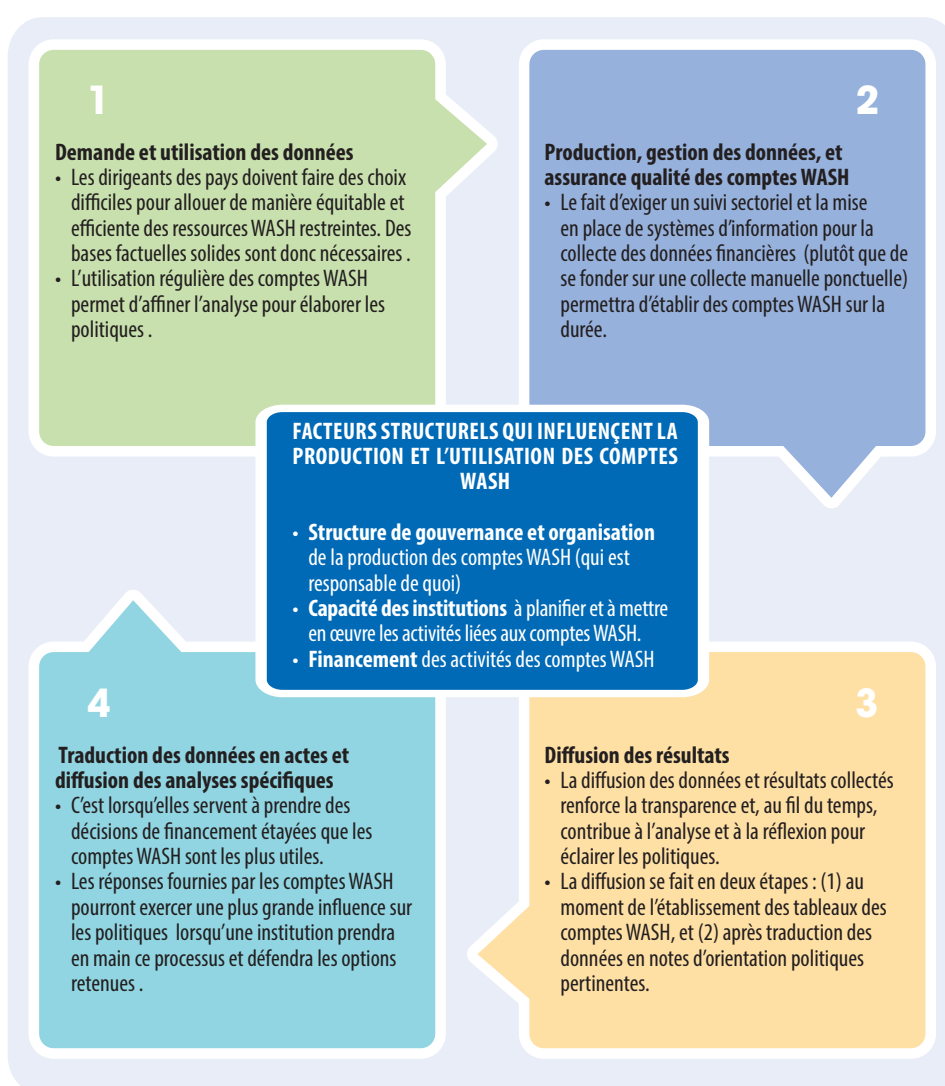 1
Demande et utilisation des données
• Les dirigeants des pays doivent faire des choix
difficiles pour allouer de manière équitable et
efficiente des ressources WASH restreintes. Des
bases factuelles solides sont donc nécessaires .
• L'utilisation régulière des comptes WASH
permet d'affiner l'analyse pour élaborer les
politiques .
2
Production, gestion des données, et
assurance qualité des comptes WASH
• Le fait d'exiger un suivi sectoriel et la mise
en place de systèmes d'information pour la
collecte des données financières (plutôt que de
se fonder sur une collecte manuelle ponctuelle)
permettra d'établir des comptes WASH sur la
durée.
FACTEURS STRUCTURELS QUI INFLUENÇENT LA
PRODUCTION ET L'UTILISATION DES COMPTES
WASH
• Structure de gouvernance et organisation
de la production des comptes WASH (qui est
responsable de quoi)
• Capacité des institutions à planifier et à mettre
en œuvre les activités liées aux comptes WASH.
• Financement des activités des comptes WASH
3
Diffusion des résultats
• La diffusion des données et résultats collectés
renforce la transparence et, au fil du temps,
contribue à l'analyse et à la réflexion pour
éclairer les politiques.
• La diffusion se fait en deux étapes : (1) au
moment de l'établissement des tableaux des
comptes WASH, et (2) après traduction des
données en notes d'orientation politiques
pertinentes.
4
Traduction des données en actes et
diffusion des analyses spécifiques
• C'est lorsqu'elles servent à prendre des
décisions de financement étayées que les
comptes WASH sont les plus utiles.
• Les réponses fournies par les comptes WASH
pourront exercer une plus grande influence sur
les politiques lorsqu'une institution prendra
en main ce processus et défendra les options
retenues .